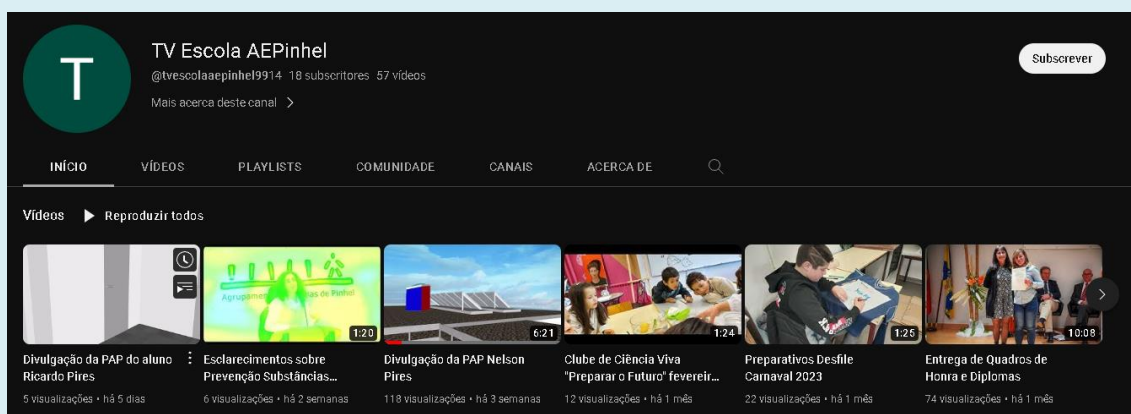 T
TV Escola AEPinhel
@tvescolaaepinhel9914 18 subscritores 57 vídeos
Mais acerca deste canal
Subscrever
INÍCIO VÍDEOS PLAYLISTS COMUNIDADE CANAIS ACERCA DE
Vídeos Reproduzir todos
Agrupamento de Pinhel
1:20 6:21 1:24 1:25 10:08
Divulgação da PAP do aluno Ricardo Pires
Esclarecimentos sobre Prevenção Substâncias...
Divulgação da PAP Nelson Pires
Clube de Ciência Viva "Preparar o Futuro" fevereir...
Preparativos Desfile Carnaval 2023
Entrega de Quadros de Honra e Diplomas
5 visualizações • há 5 dias
6 visualizações • há 2 semanas
118 visualizações • há 3 semanas
12 visualizações • há 1 mês
22 visualizações • há 1 mês
74 visualizações • há 1 mês